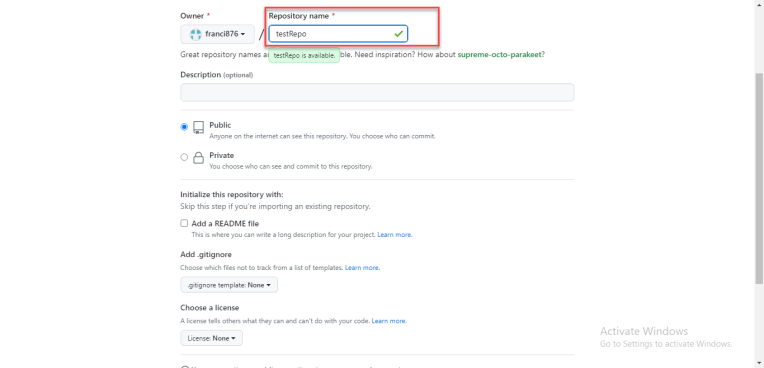 Owner * Repository name *
franci876 / testRepo
Great repository names a ble. Need inspiration? How about supreme-octo-parakeet?
testRepo is available.
Description (optional)
Public
Anyone on the internet can see this repository. You choose who can commit.
Private
You choose who can see and commit to this repository.
Initialize this repository with:
Skip this step if you're importing an existing repository.
Add a README file
This is where you can write a long description for your project. Learn more.
Add .gitignore
Choose which files not to track from a list of templates. Learn more.
.gitignore template: None
Choose a license
A license tells others what they can and can't do with your code. Learn more.
License: None
Activate Windows
Go to Settings to activate Windows.